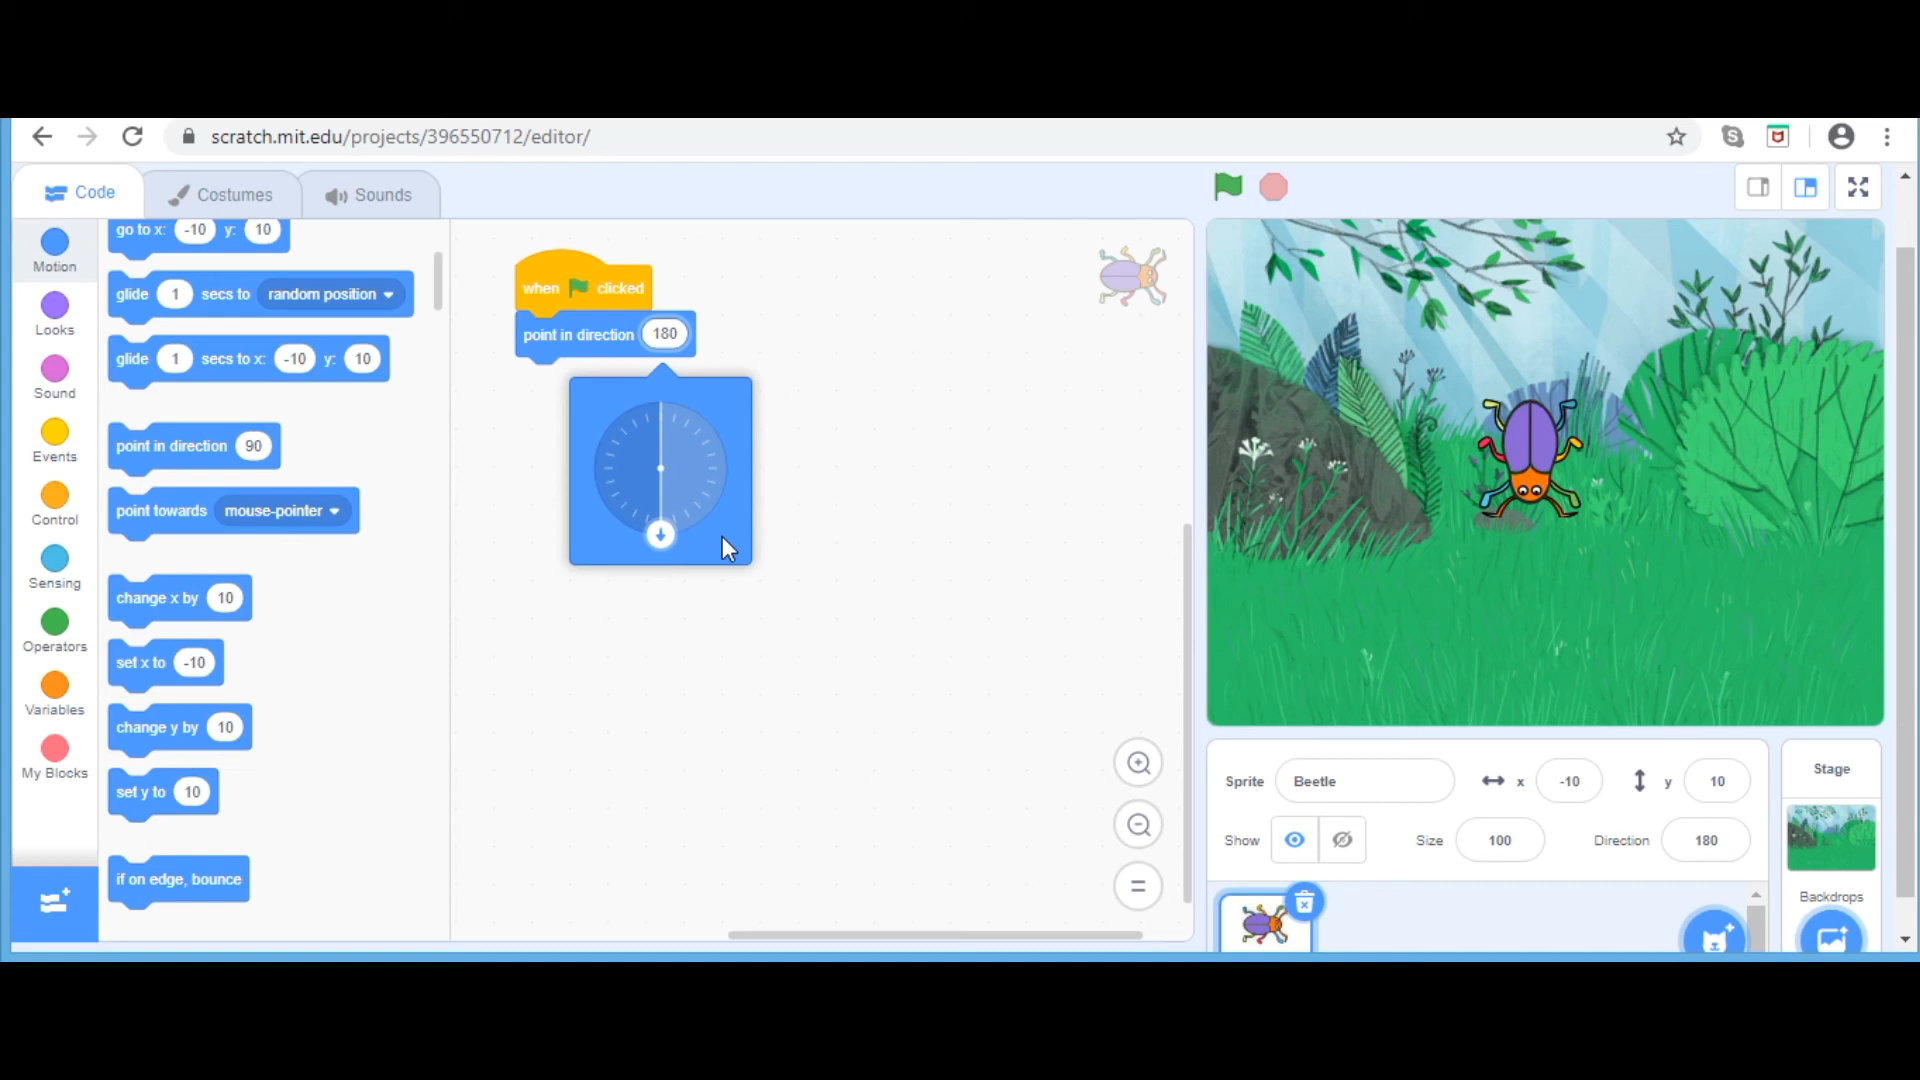 scratch.mit.edu/projects/396550712/editor/
Code Costumes Sounds
Motion
Looks
Sound
Events
Control
Sensing
Operators
Variables
My Blocks
go to x: -10 y: 10
glide 1 secs to random position
glide 1 secs to x: -10 y: 10
point in direction 90
point towards mouse-pointer
change x by 10
set x to -10
change y by 10
set y to 10
if on edge, bounce
when clicked
point in direction 180
Sprite Beetle x -10 y 10
Show Size 100 Direction 180
Stage
Backdrops